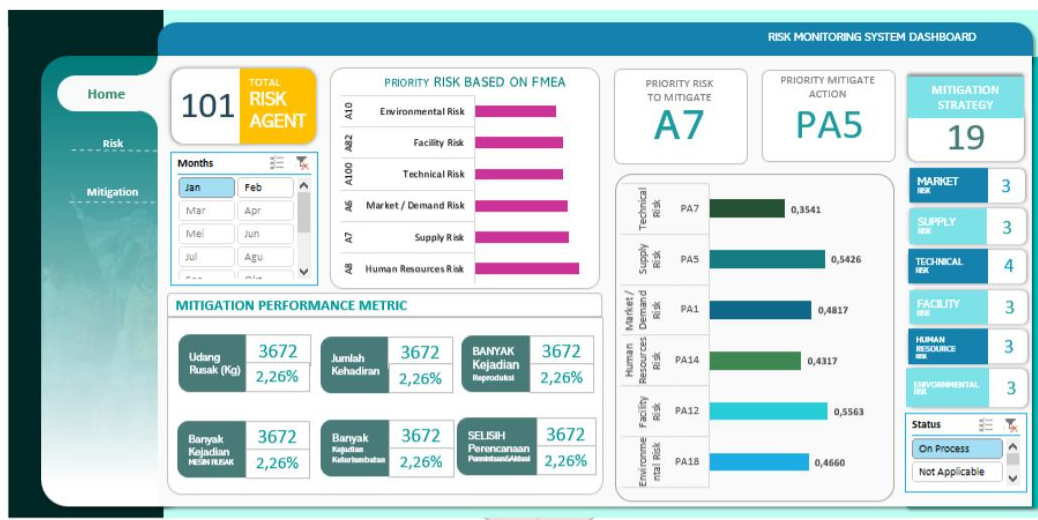 RISK MONITORING SYSTEM DASHBOARD
Home
Risk
Mitigation
101
TOTAL
RISK
AGENT
Months
Jan Feb
Mar Apr
Mei Jun
Jul Agu
PRIORITY RISK BASED ON FMEA
A10 Environmental Risk
A82 Facility Risk
A100 Technical Risk
A6 Market / Demand Risk
A7 Supply Risk
A8 Human Resources Risk
PRIORITY RISK
TO MITIGATE
A7
PRIORITY MITIGATE
ACTION
PA5
MITIGATION
STRATEGY
19
MARKET
RISK
3
SUPPLY
RISK
3
TECHNICAL
RISK
4
FACILITY
RISK
3
HUMAN
RESOURCE
RISK
3
ENVIORNMENTAL
RISK
3
Status
On Process
Not Applicable
Technical
Risk
PA7 0,3541
Supply
Risk
PA5 0,5426
Market /
Demand
Risk
PA1 0,4817
Human
Resources
Risk
PA14 0,4317
Facility
Risk
PA12 0,5563
Environme
ntal Risk
PA18 0,4660
MITIGATION PERFORMANCE METRIC
Udang
Rusak (Kg)
3672
2,26%
Jumlah
Kehadiran
3672
2,26%
BANYAK
Kejadian
Reproduksi
3672
2,26%
Banyak
Kejadian
MESIN RUSAK
3672
2,26%
Banyak
Kejadian
Keterlambatan
3672
2,26%
SELISIH
Perencanaan
Permintaan&Aktual
3672
2,26%